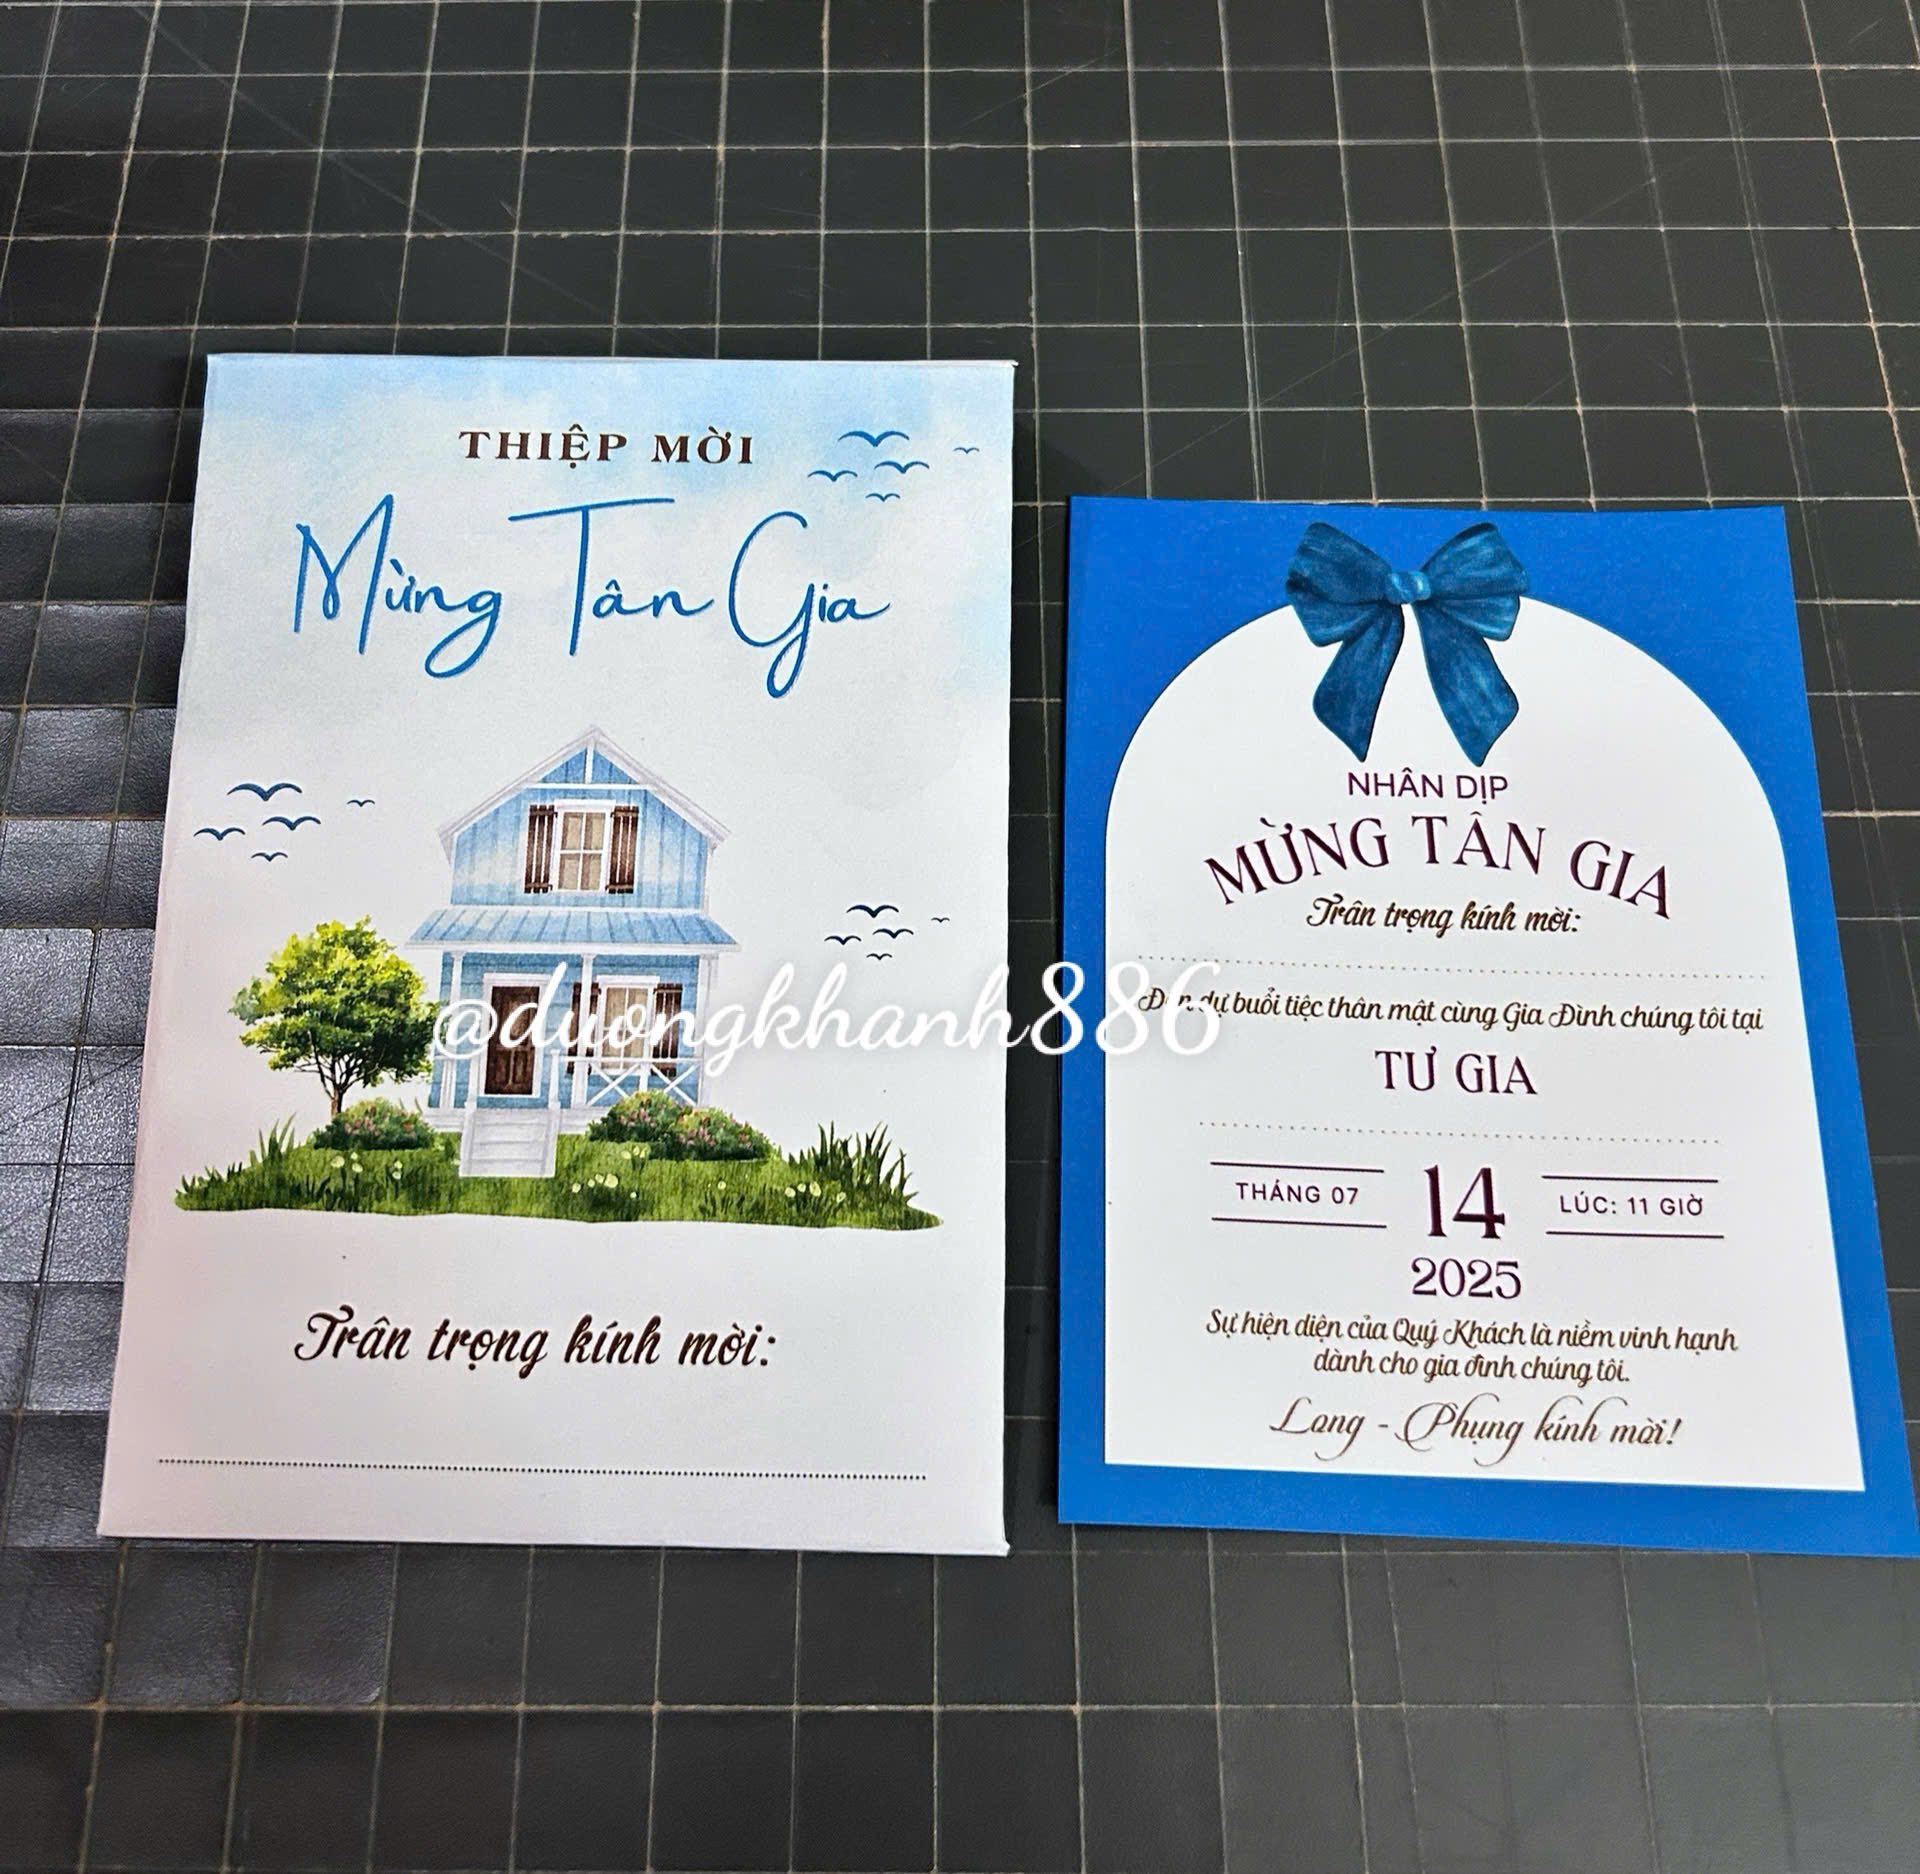 THIỆP MỜI
Mừng Tân Gia
Trân trọng kính mời:
@duongkhanh886
NHÂN DỊP
MỪNG TÂN GIA
Trân trọng kính mời:
Đến dự buổi tiệc thân mật cùng Gia Đình chúng tôi tại
TƯ GIA
THÁNG 07
14
LÚC: 11 GIỜ
2025
Sự hiện diện của Quý Khách là niềm vinh hạnh
dành cho gia đình chúng tôi.
Long - Phụng kính mời!